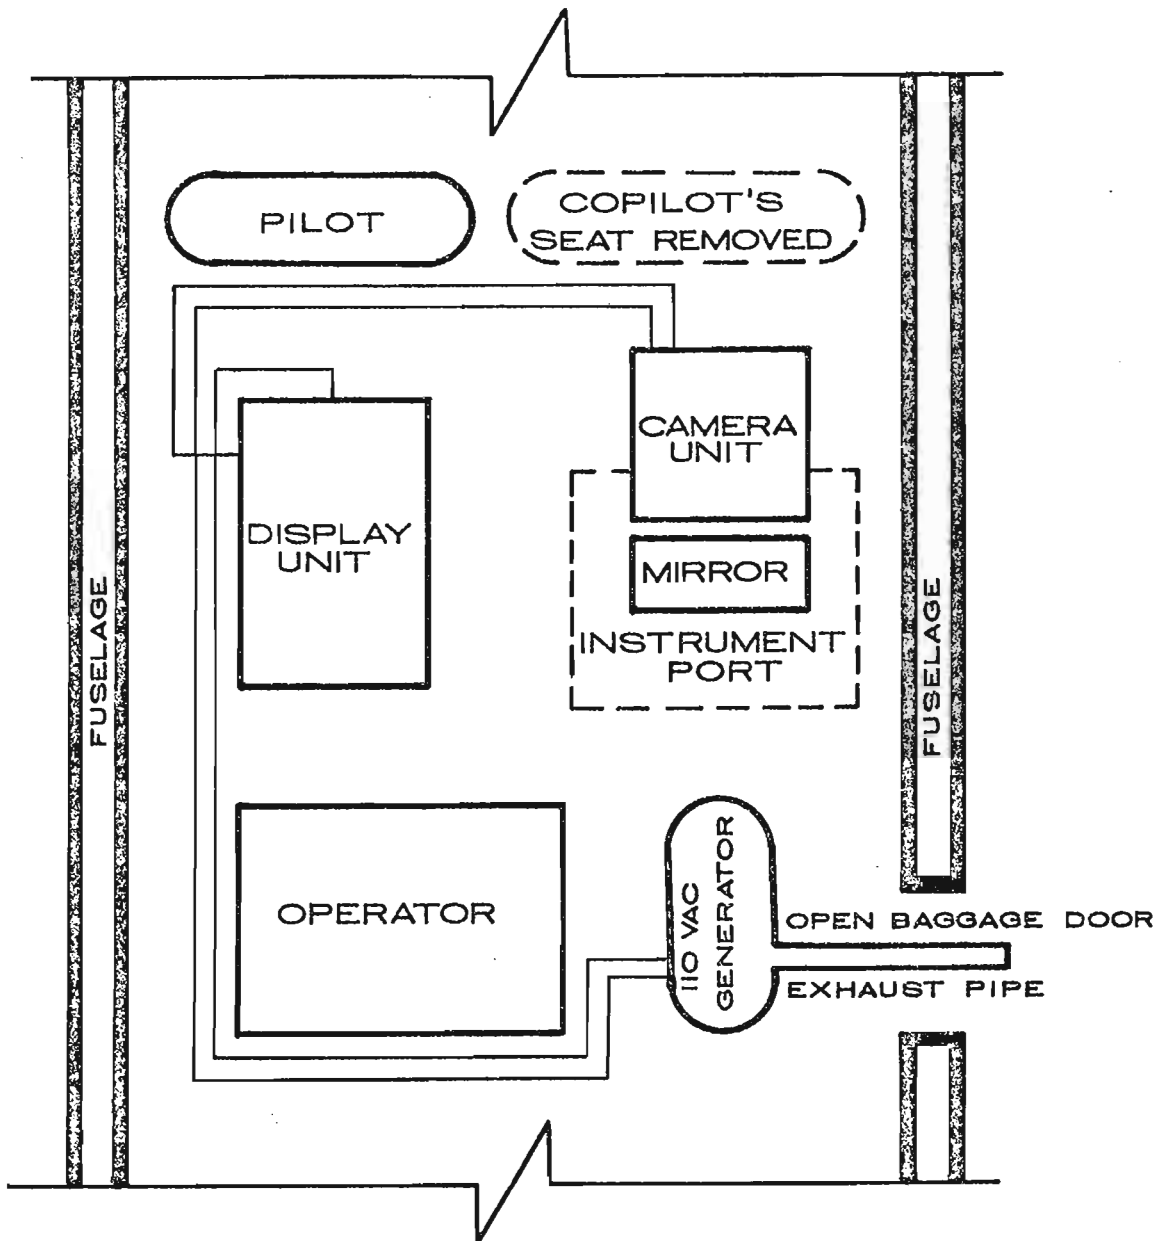 PILOT
COPILOT'S
SEAT REMOVED
CAMERA
UNIT
DISPLAY
UNIT
MIRROR
INSTRUMENT
PORT
FUSELAGE
FUSELAGE
OPERATOR
110 VAC
GENERATOR
OPEN BAGGAGE DOOR
EXHAUST PIPE